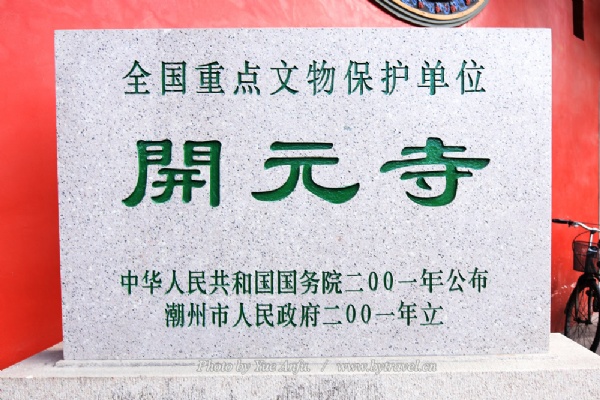 全国重点文物保护单位
開元寺
中华人民共和国国务院二00一年公布
潮州市人民政府二00一年立
Photo by Xue Aqfu. / www.bytravel.cn